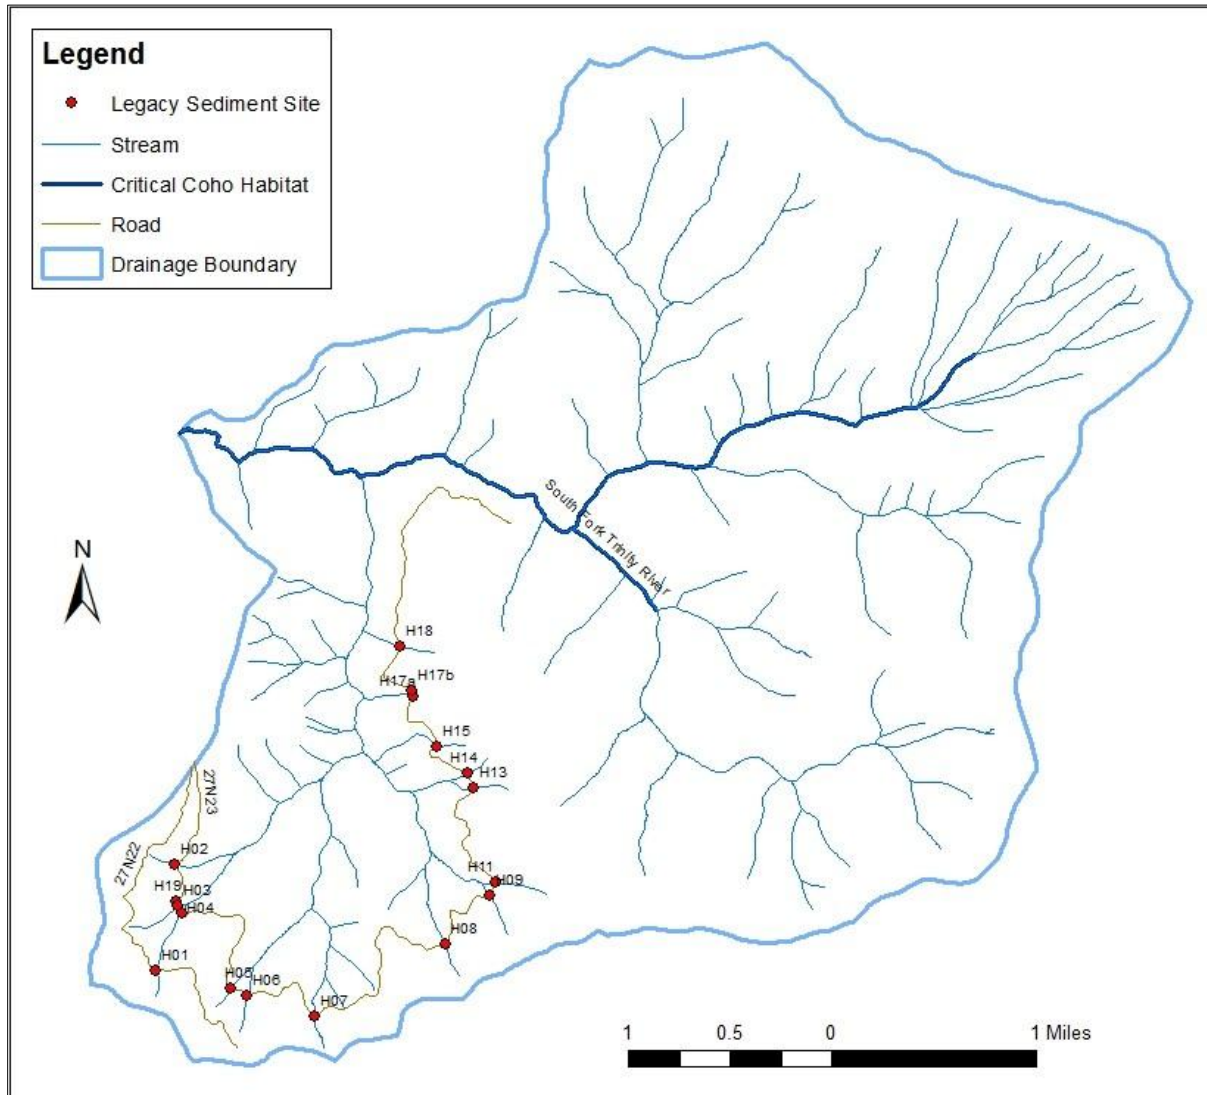 Legend
Legacy Sediment Site
Stream
Critical Coho Habitat
Road
Drainage Boundary
South Fork Trinity River
N
H18
H17a
H17b
H15
H14
H13
27N23
27N22
H02
H11
H09
H19
H03
H04
H08
H01
H05
H06
H07
1 0.5 0 1 Miles